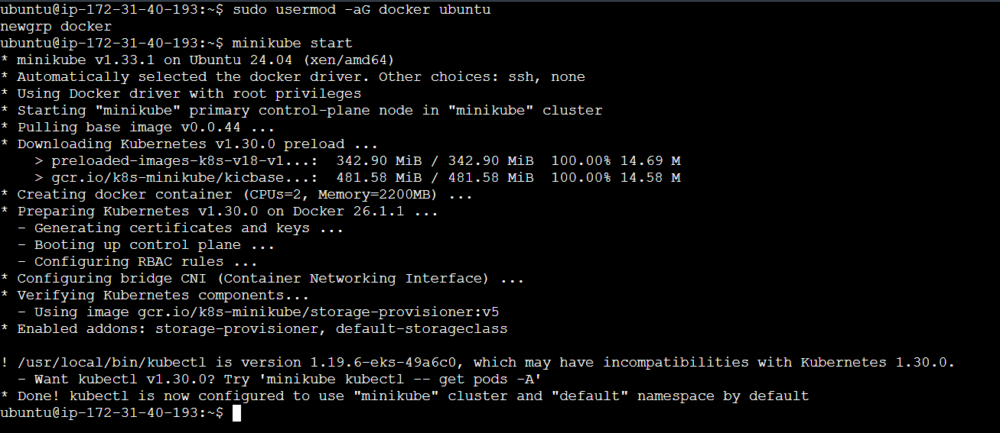 ubuntu@ip-172-31-40-193:~$ sudo usermod -aG docker ubuntu
newgrp docker
ubuntu@ip-172-31-40-193:~$ minikube start
* minikube v1.33.1 on Ubuntu 24.04 (xen/amd64)
* Automatically selected the docker driver. Other choices: ssh, none
* Using Docker driver with root privileges
* Starting "minikube" primary control-plane node in "minikube" cluster
* Pulling base image v0.0.44 ...
* Downloading Kubernetes v1.30.0 preload ...
    > preloaded-images-k8s-v18-v1...:  342.90 MiB / 342.90 MiB  100.00% 14.69 M
    > gcr.io/k8s-minikube/kicbase...:  481.58 MiB / 481.58 MiB  100.00% 14.58 M
* Creating docker container (CPUs=2, Memory=2200MB) ...
* Preparing Kubernetes v1.30.0 on Docker 26.1.1 ...
  - Generating certificates and keys ...
  - Booting up control plane ...
  - Configuring RBAC rules ...
* Configuring bridge CNI (Container Networking Interface) ...
* Verifying Kubernetes components...
  - Using image gcr.io/k8s-minikube/storage-provisioner:v5
* Enabled addons: storage-provisioner, default-storageclass
! /usr/local/bin/kubectl is version 1.19.6-eks-49a6c0, which may have incompatibilities with Kubernetes 1.30.0.
  - Want kubectl v1.30.0? Try 'minikube kubectl -- get pods -A'
* Done! kubectl is now configured to use "minikube" cluster and "default" namespace by default
ubuntu@ip-172-31-40-193:~$